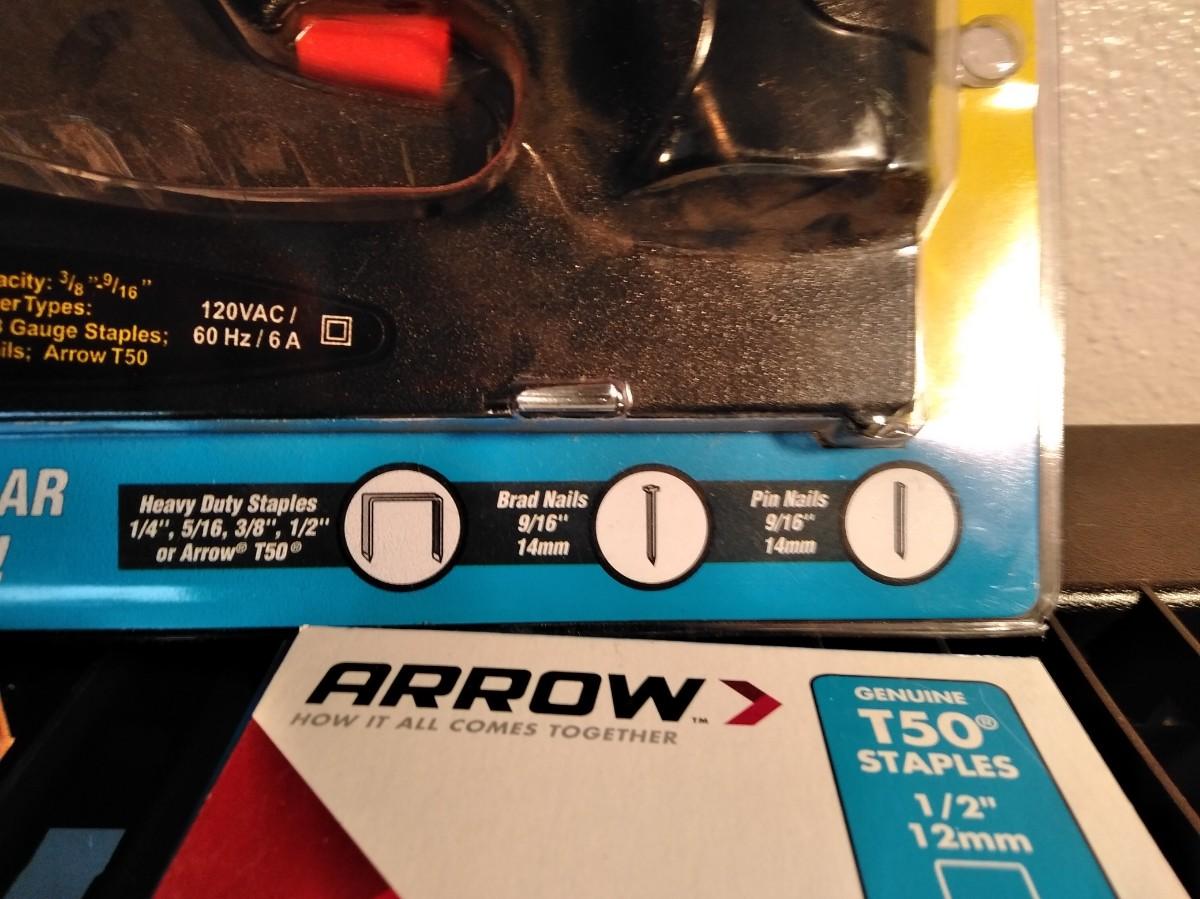 acity: 3/8"-9/16"
er Types:
Gauge Staples;
ils; Arrow T50
120VAC /
60 Hz / 6 A
AR
!
Heavy Duty Staples
1/4", 5/16, 3/8", 1/2"
or Arrow® T50®
Brad Nails
9/16"
14mm
Pin Nails
9/16"
14mm
ARROW™
HOW IT ALL COMES TOGETHER
GENUINE
T50®
STAPLES
1/2"
12mm